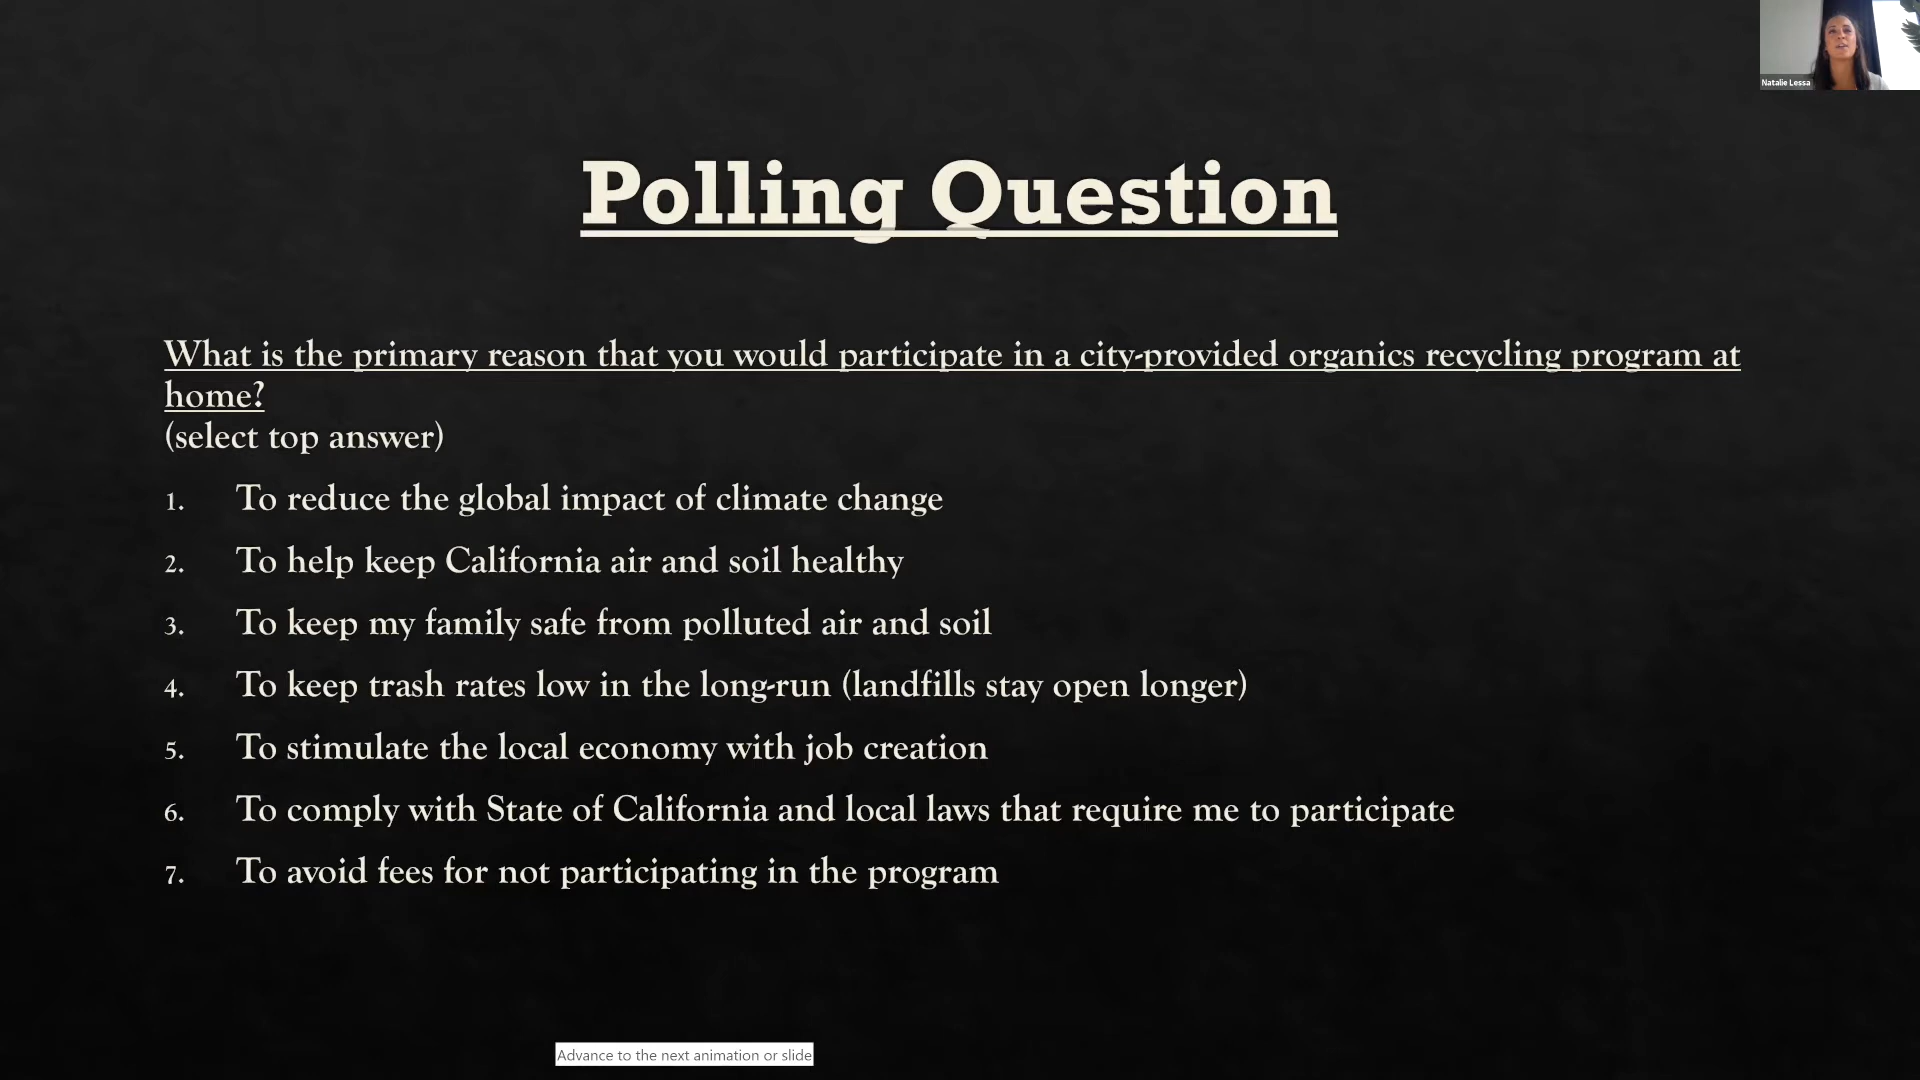 Natalie Lessa
Polling Question
What is the primary reason that you would participate in a city-provided organics recycling program at
home?
(select top answer)
1. To reduce the global impact of climate change
2. To help keep California air and soil healthy
3. To keep my family safe from polluted air and soil
4. To keep trash rates low in the long-run (landfills stay open longer)
5. To stimulate the local economy with job creation
6. To comply with State of California and local laws that require me to participate
7. To avoid fees for not participating in the program
Advance to the next animation or slide